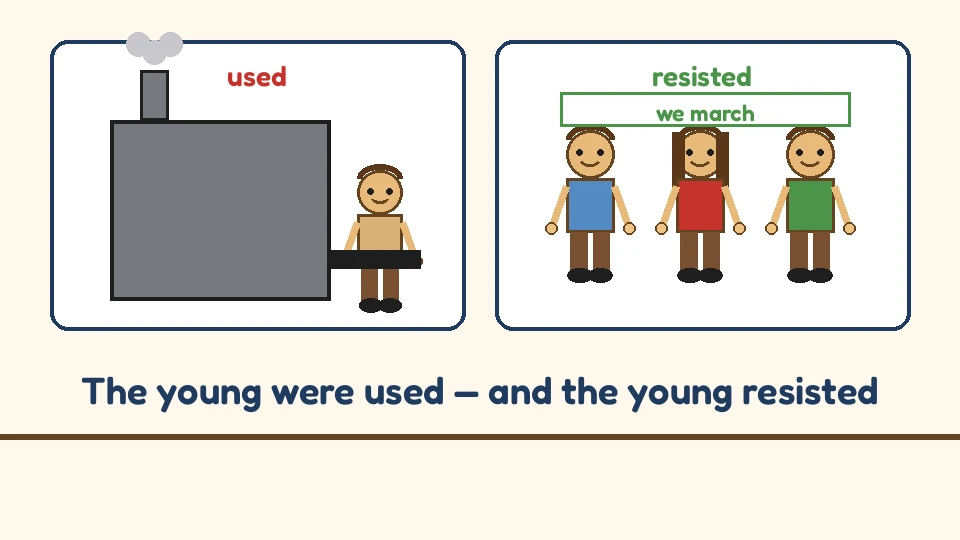 used
resisted
we march
The young were used — and the young resisted